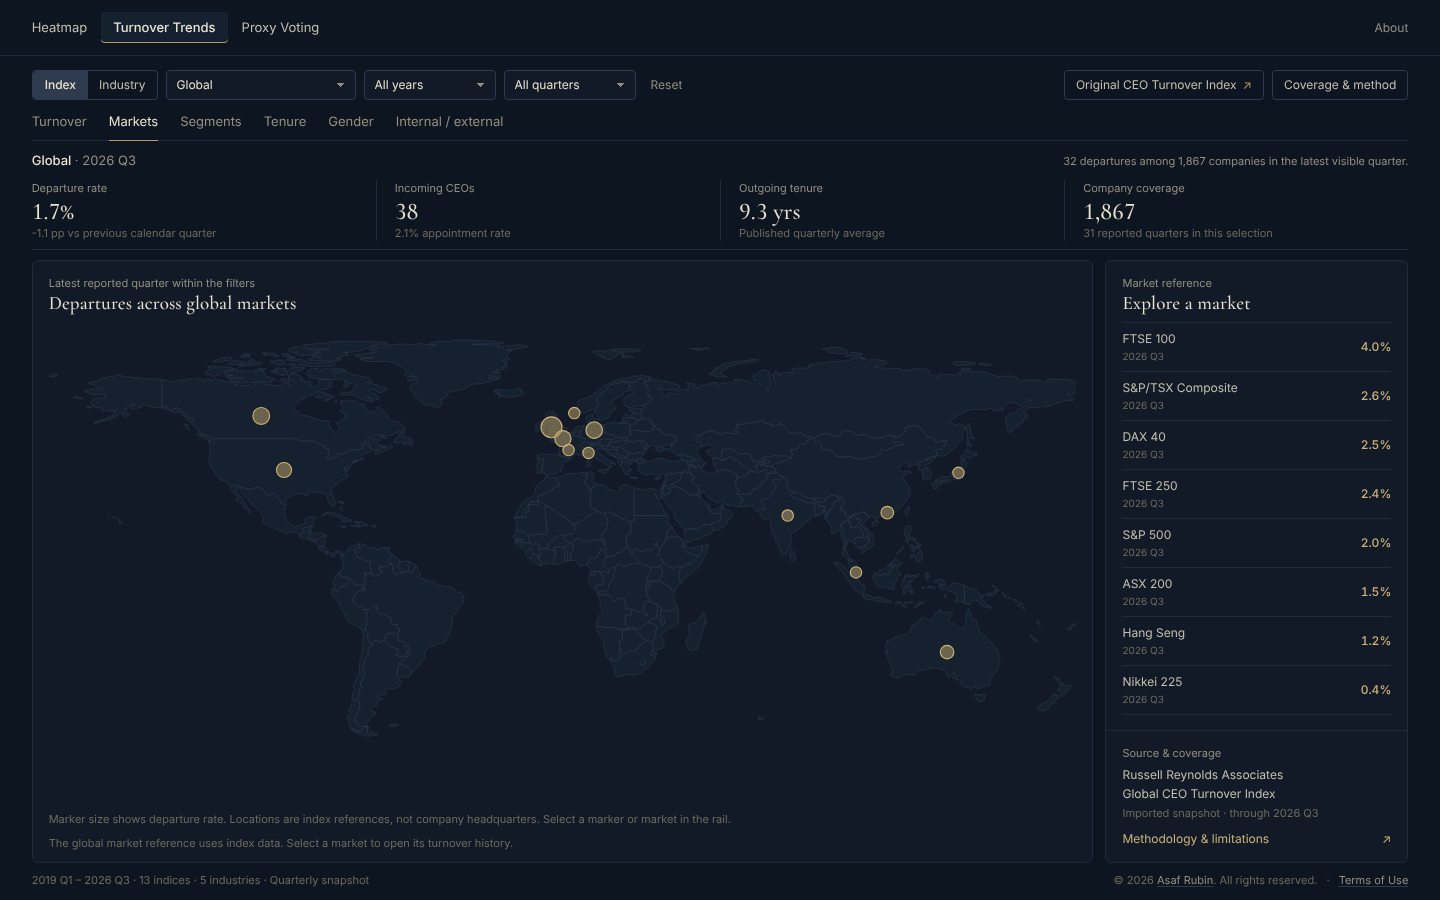 Heatmap
Turnover Trends
Proxy Voting
About
Index
Industry
Global
All years
All quarters
Reset
Original CEO Turnover Index ↗
Coverage & method
Turnover
Markets
Segments
Tenure
Gender
Internal / external
Global · 2026 Q3
32 departures among 1,867 companies in the latest visible quarter.
Departure rate
1.7%
-1.1 pp vs previous calendar quarter
Incoming CEOs
38
2.1% appointment rate
Outgoing tenure
9.3 yrs
Published quarterly average
Company coverage
1,867
31 reported quarters in this selection
Latest reported quarter within the filters
Departures across global markets
Marker size shows departure rate. Locations are index references, not company headquarters. Select a marker or market in the rail.
The global market reference uses index data. Select a market to open its turnover history.
Market reference
Explore a market
FTSE 100
2026 Q3
4.0%
S&P/TSX Composite
2026 Q3
2.6%
DAX 40
2026 Q3
2.5%
FTSE 250
2026 Q3
2.4%
S&P 500
2026 Q3
2.0%
ASX 200
2026 Q3
1.5%
Hang Seng
2026 Q3
1.2%
Nikkei 225
2026 Q3
0.4%
Source & coverage
Russell Reynolds Associates
Global CEO Turnover Index
Imported snapshot · through 2026 Q3
Methodology & limitations ↗
2019 Q1 – 2026 Q3 · 13 indices · 5 industries · Quarterly snapshot
© 2026 Asaf Rubin. All rights reserved. · Terms of Use